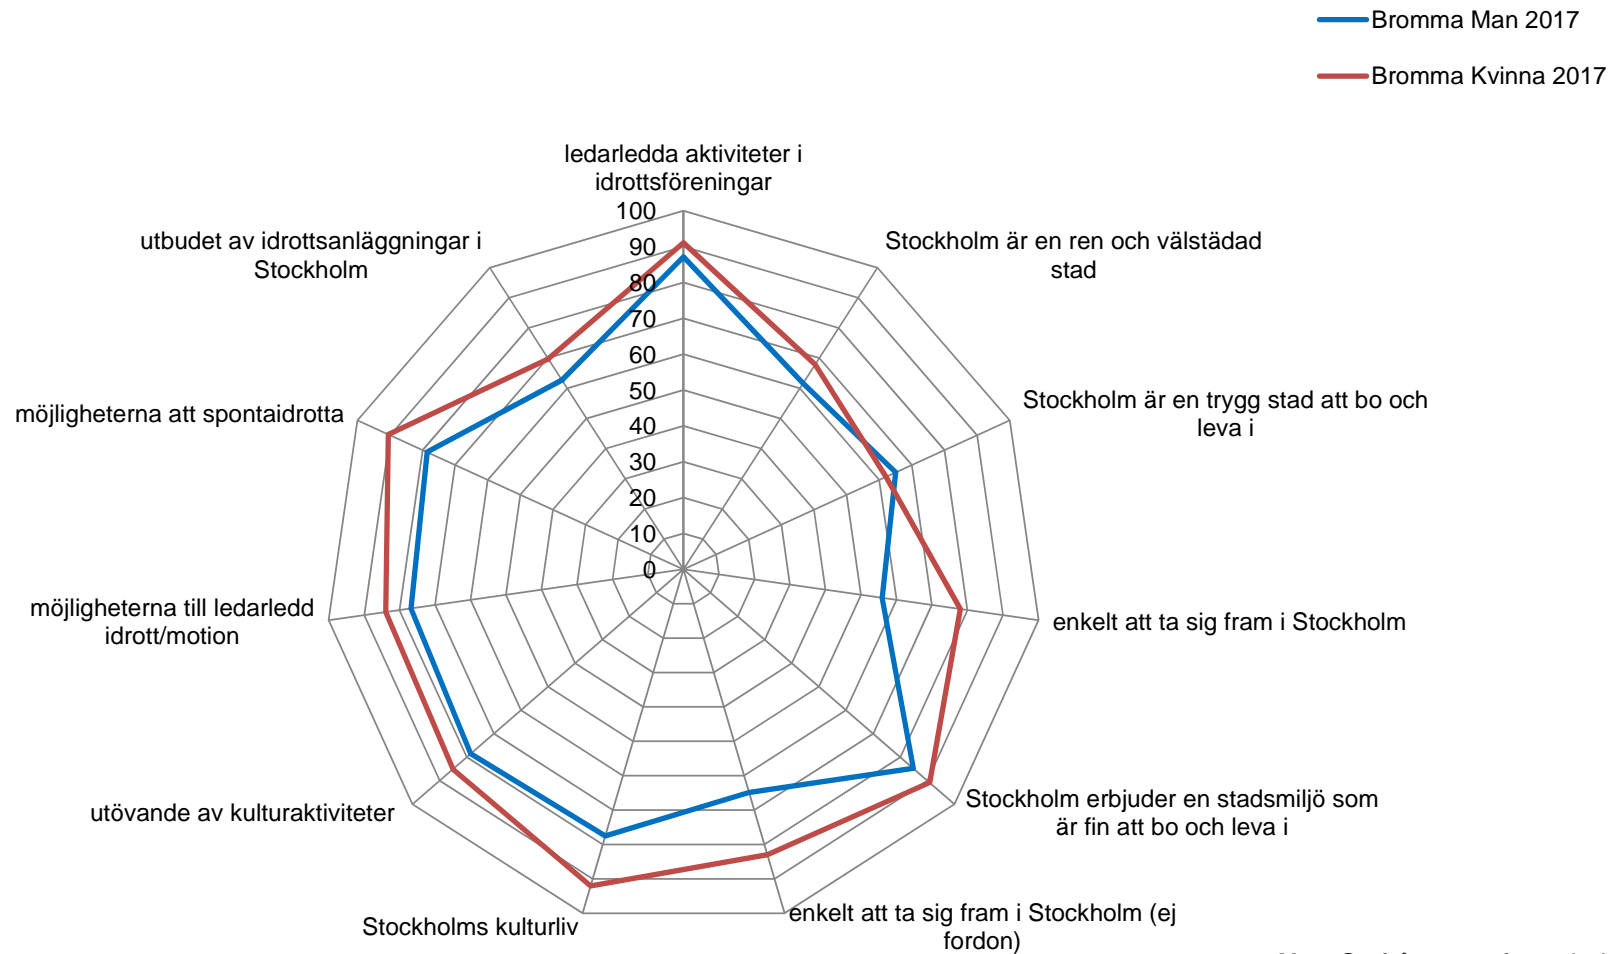 Bromma Man 2017
Bromma Kvinna 2017
ledarledda aktiviteter i
idrottsföreningar
Stockholm är en ren och välstädad
stad
Stockholm är en trygg stad att bo och
leva i
enkelt att ta sig fram i Stockholm
Stockholm erbjuder en stadsmiljö som
är fin att bo och leva i
enkelt att ta sig fram i Stockholm (ej
fordon)
Stockholms kulturliv
utövande av kulturaktiviteter
möjligheterna till ledarledd
idrott/motion
möjligheterna att spontaidrotta
utbudet av idrottsanläggningar i
Stockholm
100
90
80
70
60
50
40
30
20
10
0